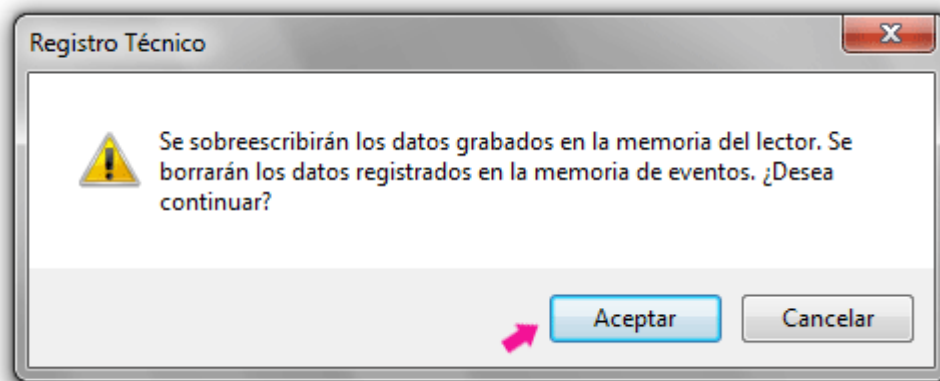 Registro Técnico
Se sobreescribirán los datos grabados en la memoria del lector. Se
borrarán los datos registrados en la memoria de eventos. ¿Desea
continuar?
Aceptar
Cancelar